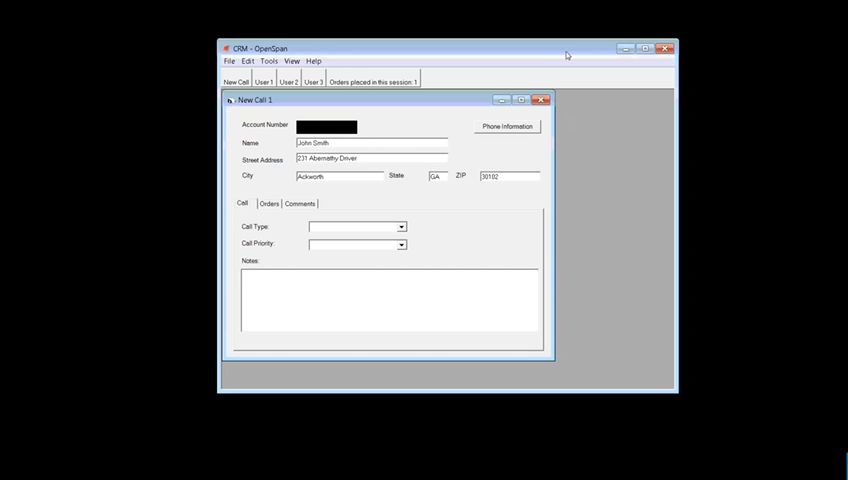 CRM - OpenSpan
File Edit Tools View Help
New Call User 1 User 2 User 3 Orders placed in this session: 1
New Call 1
Account Number
Phone Information
Name John Smith
Street Address 231 Abernathy Driver
City Ackworth State GA ZIP 30102
Call Orders Comments
Call Type:
Call Priority:
Notes: